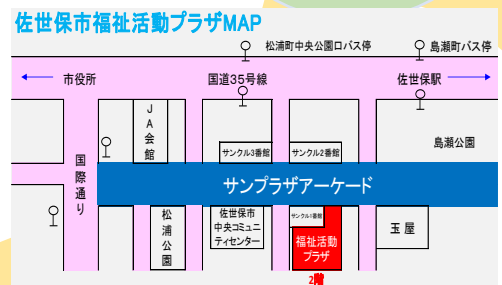 佐世保市福祉活動プラザMAP
松浦町中央公園口バス停
島瀬町バス停
市役所
国道35号線
佐世保駅
JA会館
サンクル3番館
サンクル2番館
島瀬公園
国際通り
サンプラザアーケード
松浦公園
佐世保市
中央コミュニ
ティセンター
サンクル1番館
福祉活動
プラザ
玉屋
2階